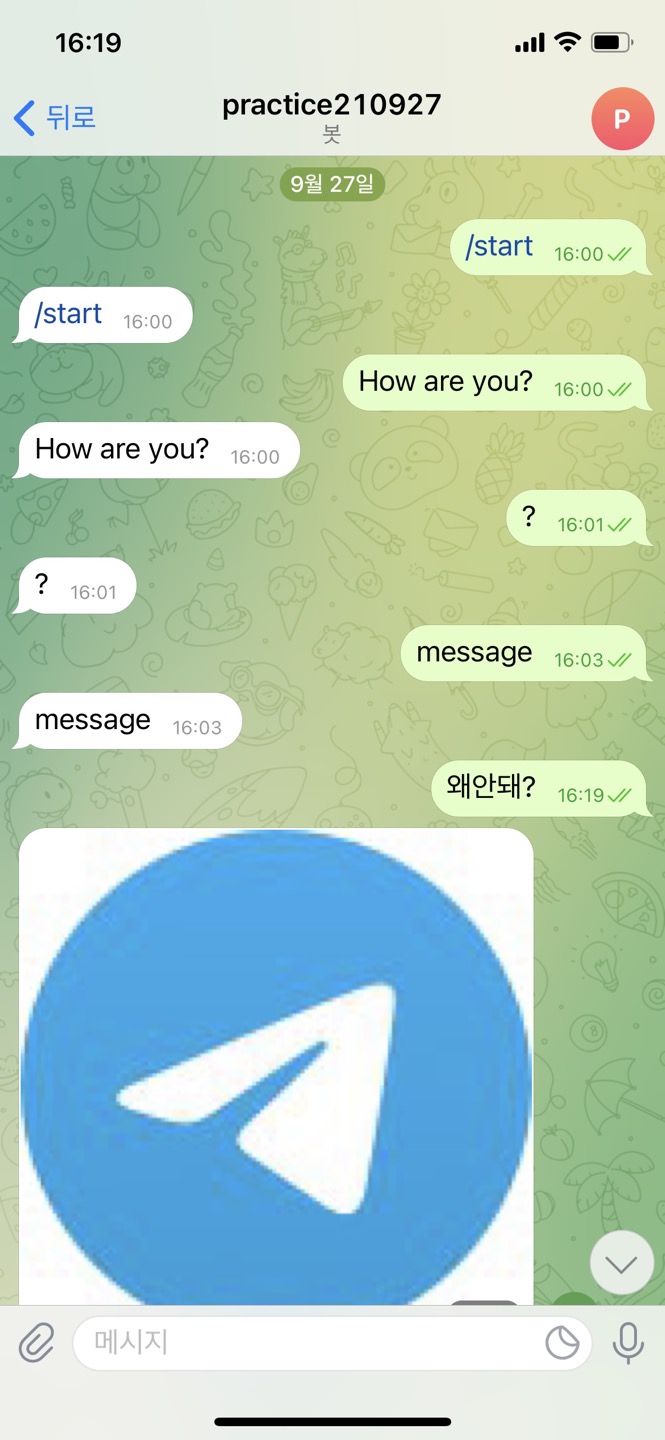 16:19
뒤로
practice210927
봇
P
9월 27일
/start 16:00
/start 16:00
How are you? 16:00
How are you? 16:00
? 16:01
? 16:01
message 16:03
message 16:03
왜안돼? 16:19
메시지